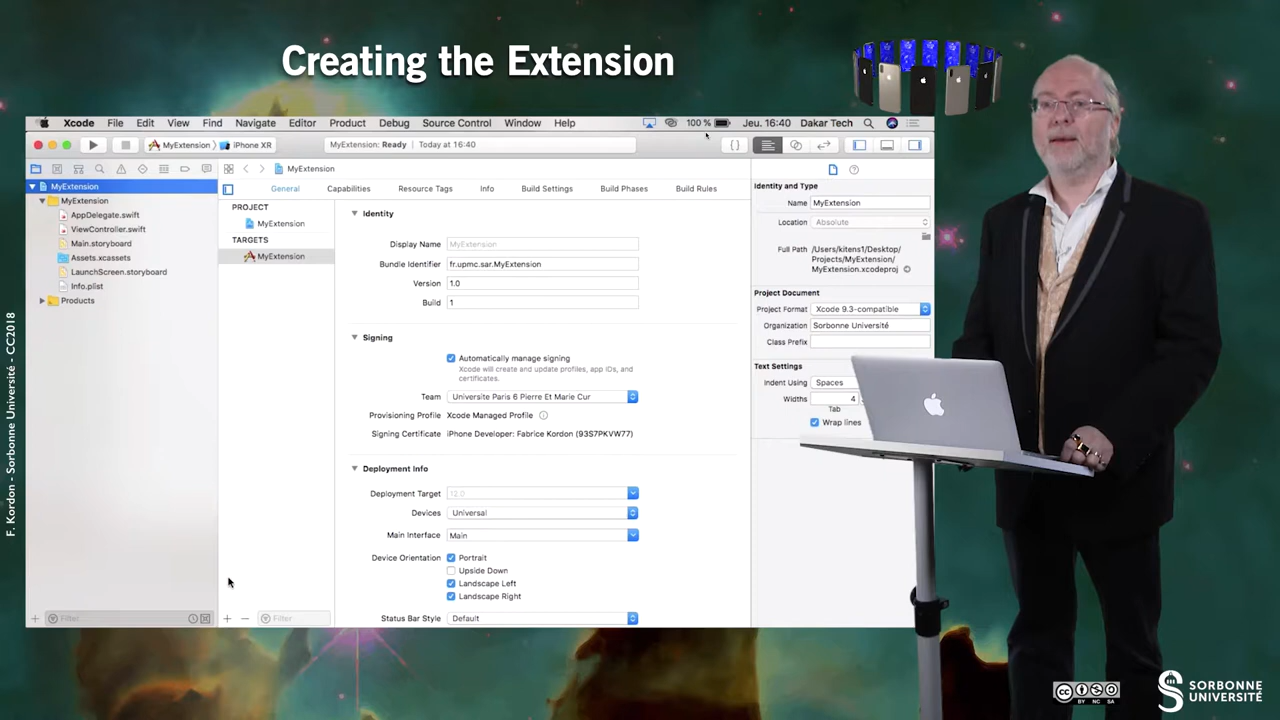 Creating the Extension
Xcode File Edit View Find Navigate Editor Product Debug Source Control Window Help 100 % Jeu. 16:40 Dakar Tech
MyExtension iPhone XR MyExtension: Ready Today at 16:40
MyExtension
MyExtension
AppDelegate.swift
ViewController.swift
Main.storyboard
Assets.xcassets
LaunchScreen.storyboard
Info.plist
Products
Filter
MyExtension
General Capabilities Resource Tags Info Build Settings Build Phases Build Rules
PROJECT
MyExtension
TARGETS
MyExtension
Filter
Identity
Display Name MyExtension
Bundle Identifier fr.upmc.sar.MyExtension
Version 1.0
Build 1
Signing
Automatically manage signing
Xcode will create and update profiles, app IDs, and
certificates.
Team Universite Paris 6 Pierre Et Marie Cur
Provisioning Profile Xcode Managed Profile
Signing Certificate iPhone Developer: Fabrice Kordon (93S7PKVW77)
Deployment Info
Deployment Target 12.0
Devices Universal
Main Interface Main
Device Orientation Portrait
Upside Down
Landscape Left
Landscape Right
Status Bar Style Default
Identity and Type
Name MyExtension
Location Absolute
Full Path /Users/kitens1/Desktop/
Projects/MyExtension/
MyExtension.xcodeproj
Project Document
Project Format Xcode 9.3-compatible
Organization Sorbonne Université
Class Prefix
Text Settings
Indent Using Spaces
Widths 4
Tab
Wrap lines
F. Kordon - Sorbonne Université - CC2018
CC BY NC SA
SORBONNE
UNIVERSITÉ